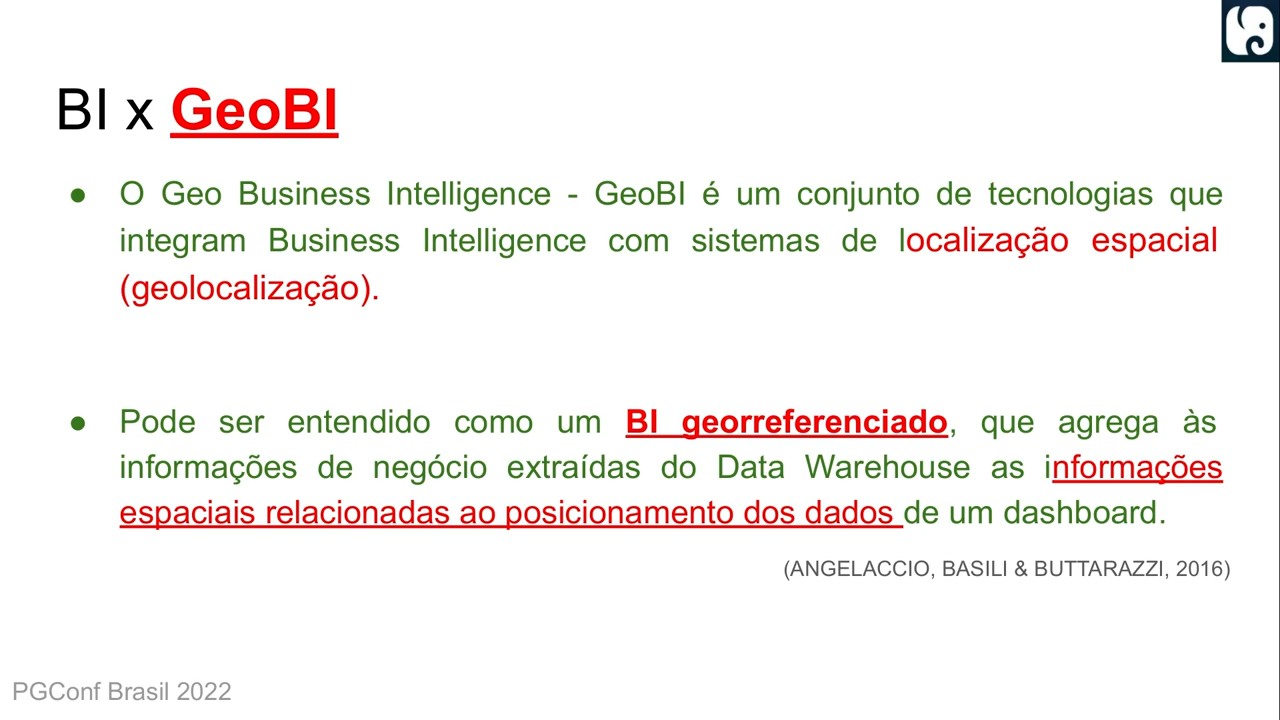 BI x GeoBI
● O Geo Business Intelligence - GeoBI é um conjunto de tecnologias que
integram Business Intelligence com sistemas de localização espacial
(geolocalização).
● Pode ser entendido como um BI georreferenciado, que agrega às
informações de negócio extraídas do Data Warehouse as informações
espaciais relacionadas ao posicionamento dos dados de um dashboard.
(ANGELACCIO, BASILI & BUTTARAZZI, 2016)
PGConf Brasil 2022